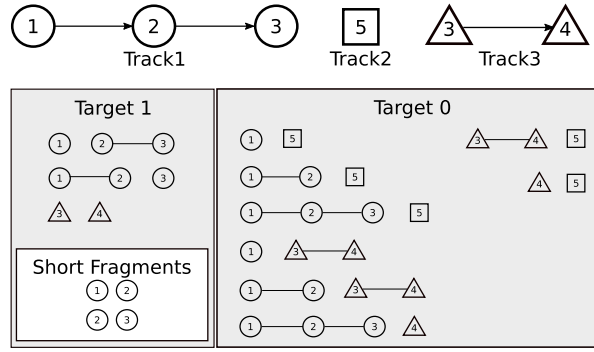 1 2 3 5 3 4
Track1 Track2 Track3
Target 1
1 2 3
1 2 3
3 4
Short Fragments
1 2
2 3
Target 0
1 5 3 4 5
1 2 5 4 5
1 2 3 5
1 3 4
1 2 3 4
1 2 3 4